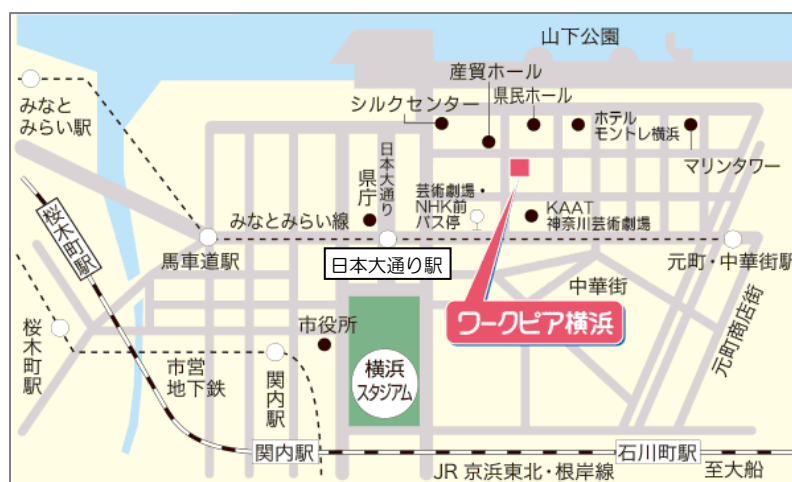 山下公園
産貿ホール
県民ホール
シルクセンター
ホテル
モントレ横浜
マリンタワー
みなと
みらい駅
日本大通り
県庁
芸術劇場・
NHK前
バス停
KAAT
神奈川芸術劇場
みなとみらい線
馬車道駅
日本大通り駅
元町・中華街駅
中華街
桜木町駅
ワークピア横浜
元町商店街
桜木町駅
市役所
市営
地下鉄
関内駅
横浜
スタジアム
関内駅
石川町駅
JR 京浜東北・根岸線
至大船